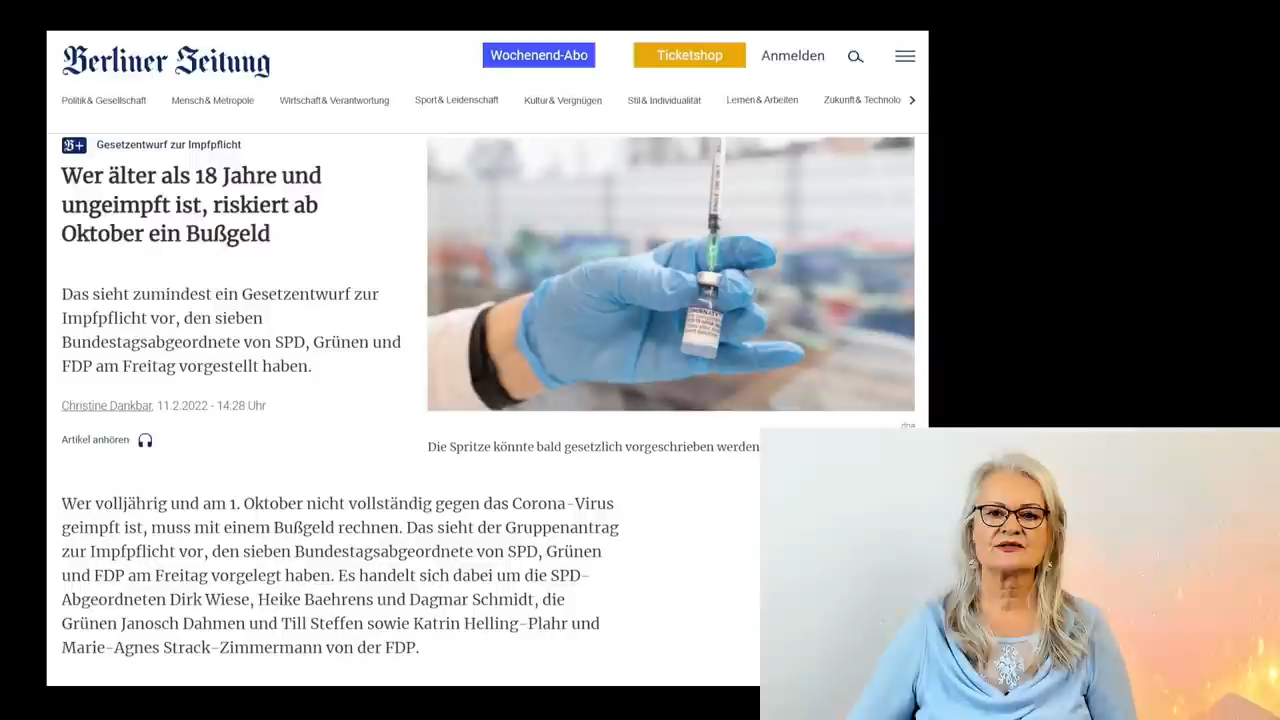 Berliner Zeitung
Wochenend-Abo
Ticketshop
Anmelden
Politik & Gesellschaft
Mensch & Metropole
Wirtschaft & Verantwortung
Sport & Leidenschaft
Kultur & Vergnügen
Stil & Individualität
Lernen & Arbeiten
Zukunft & Technolo
B+ Gesetzentwurf zur Impfpflicht
Wer älter als 18 Jahre und
ungeimpft ist, riskiert ab
Oktober ein Bußgeld
Das sieht zumindest ein Gesetzentwurf zur
Impfpflicht vor, den sieben
Bundestagsabgeordnete von SPD, Grünen und
FDP am Freitag vorgestellt haben.
Christine Dankbar, 11.2.2022 - 14.28 Uhr
Artikel anhören
dpa
Die Spritze könnte bald gesetzlich vorgeschrieben werden
Wer volljährig und am 1. Oktober nicht vollständig gegen das Corona-Virus
geimpft ist, muss mit einem Bußgeld rechnen. Das sieht der Gruppenantrag
zur Impfpflicht vor, den sieben Bundestagsabgeordnete von SPD, Grünen
und FDP am Freitag vorgelegt haben. Es handelt sich dabei um die SPD-
Abgeordneten Dirk Wiese, Heike Baehrens und Dagmar Schmidt, die
Grünen Janosch Dahmen und Till Steffen sowie Katrin Helling-Plahr und
Marie-Agnes Strack-Zimmermann von der FDP.